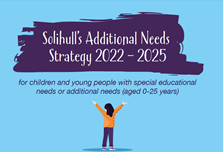 Solihull's Additional Needs
Strategy 2022 – 2025
for children and young people with special educational
needs or additional needs (aged 0-25 years)